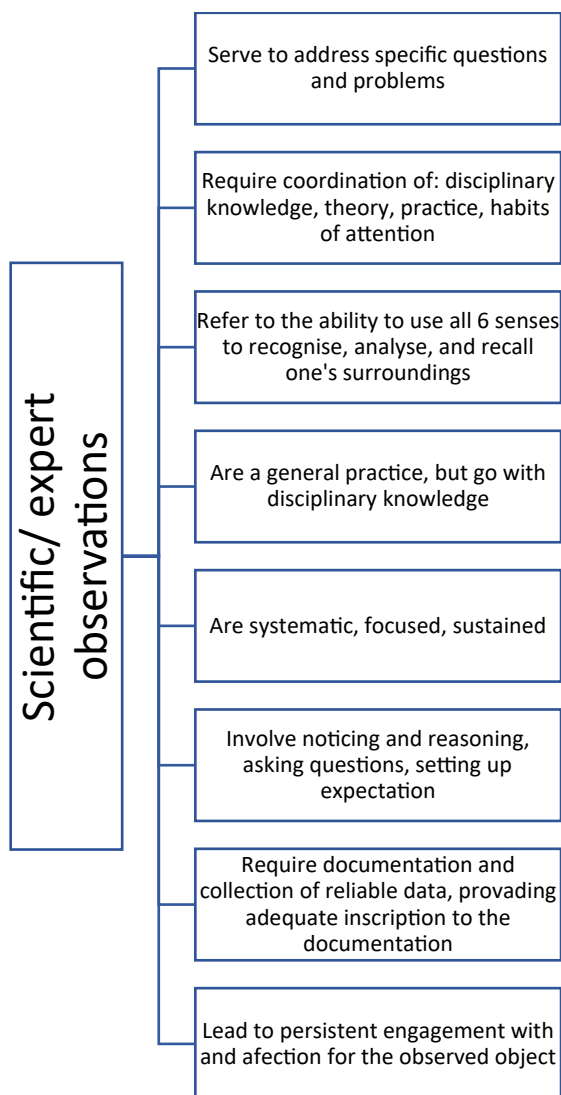 Scientific/ expert
observations
Serve to address specific questions
and problems
Require coordination of: disciplinary
knowledge, theory, practice, habits
of attention
Refer to the ability to use all 6 senses
to recognise, analyse, and recall
one's surroundings
Are a general practice, but go with
disciplinary knowledge
Are systematic, focused, sustained
Involve noticing and reasoning,
asking questions, setting up
expectation
Require documentation and
collection of reliable data, provading
adequate inscription to the
documentation
Lead to persistent engagement with
and afection for the observed object